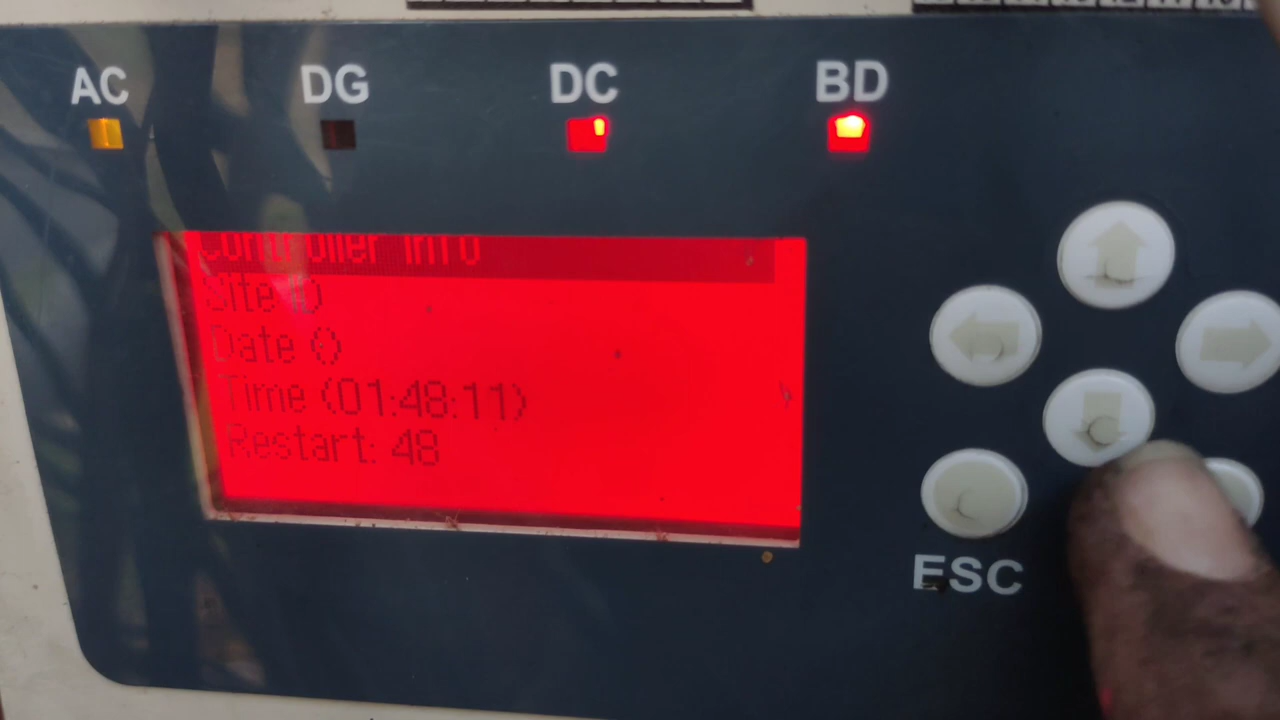 AC DG DC BD
Controller Info
Site ID
Date ()
Time (01:48:11)
Restart: 48
ESC